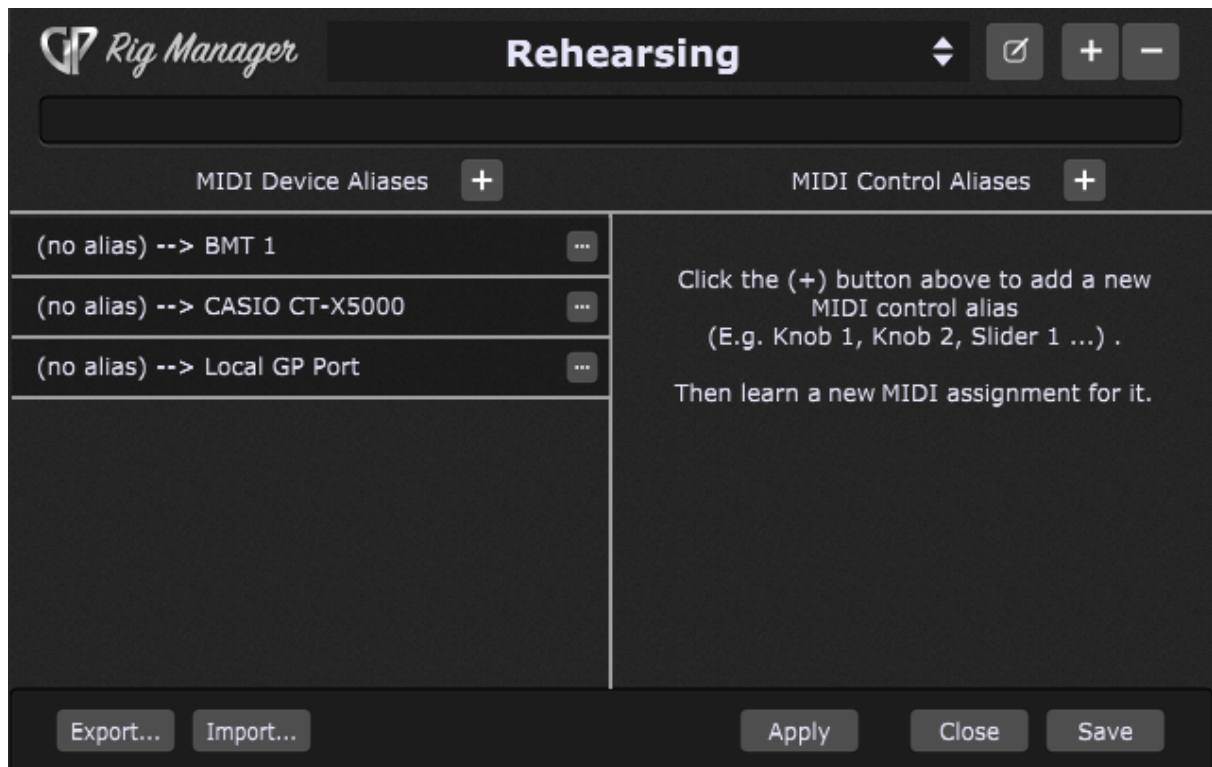 GP Rig Manager
Rehearsing
+ −
MIDI Device Aliases +
MIDI Control Aliases +
(no alias) --> BMT 1 ...
(no alias) --> CASIO CT-X5000 ...
(no alias) --> Local GP Port ...
Click the (+) button above to add a new
MIDI control alias
(E.g. Knob 1, Knob 2, Slider 1 ...) .
Then learn a new MIDI assignment for it.
Export... Import... Apply Close Save